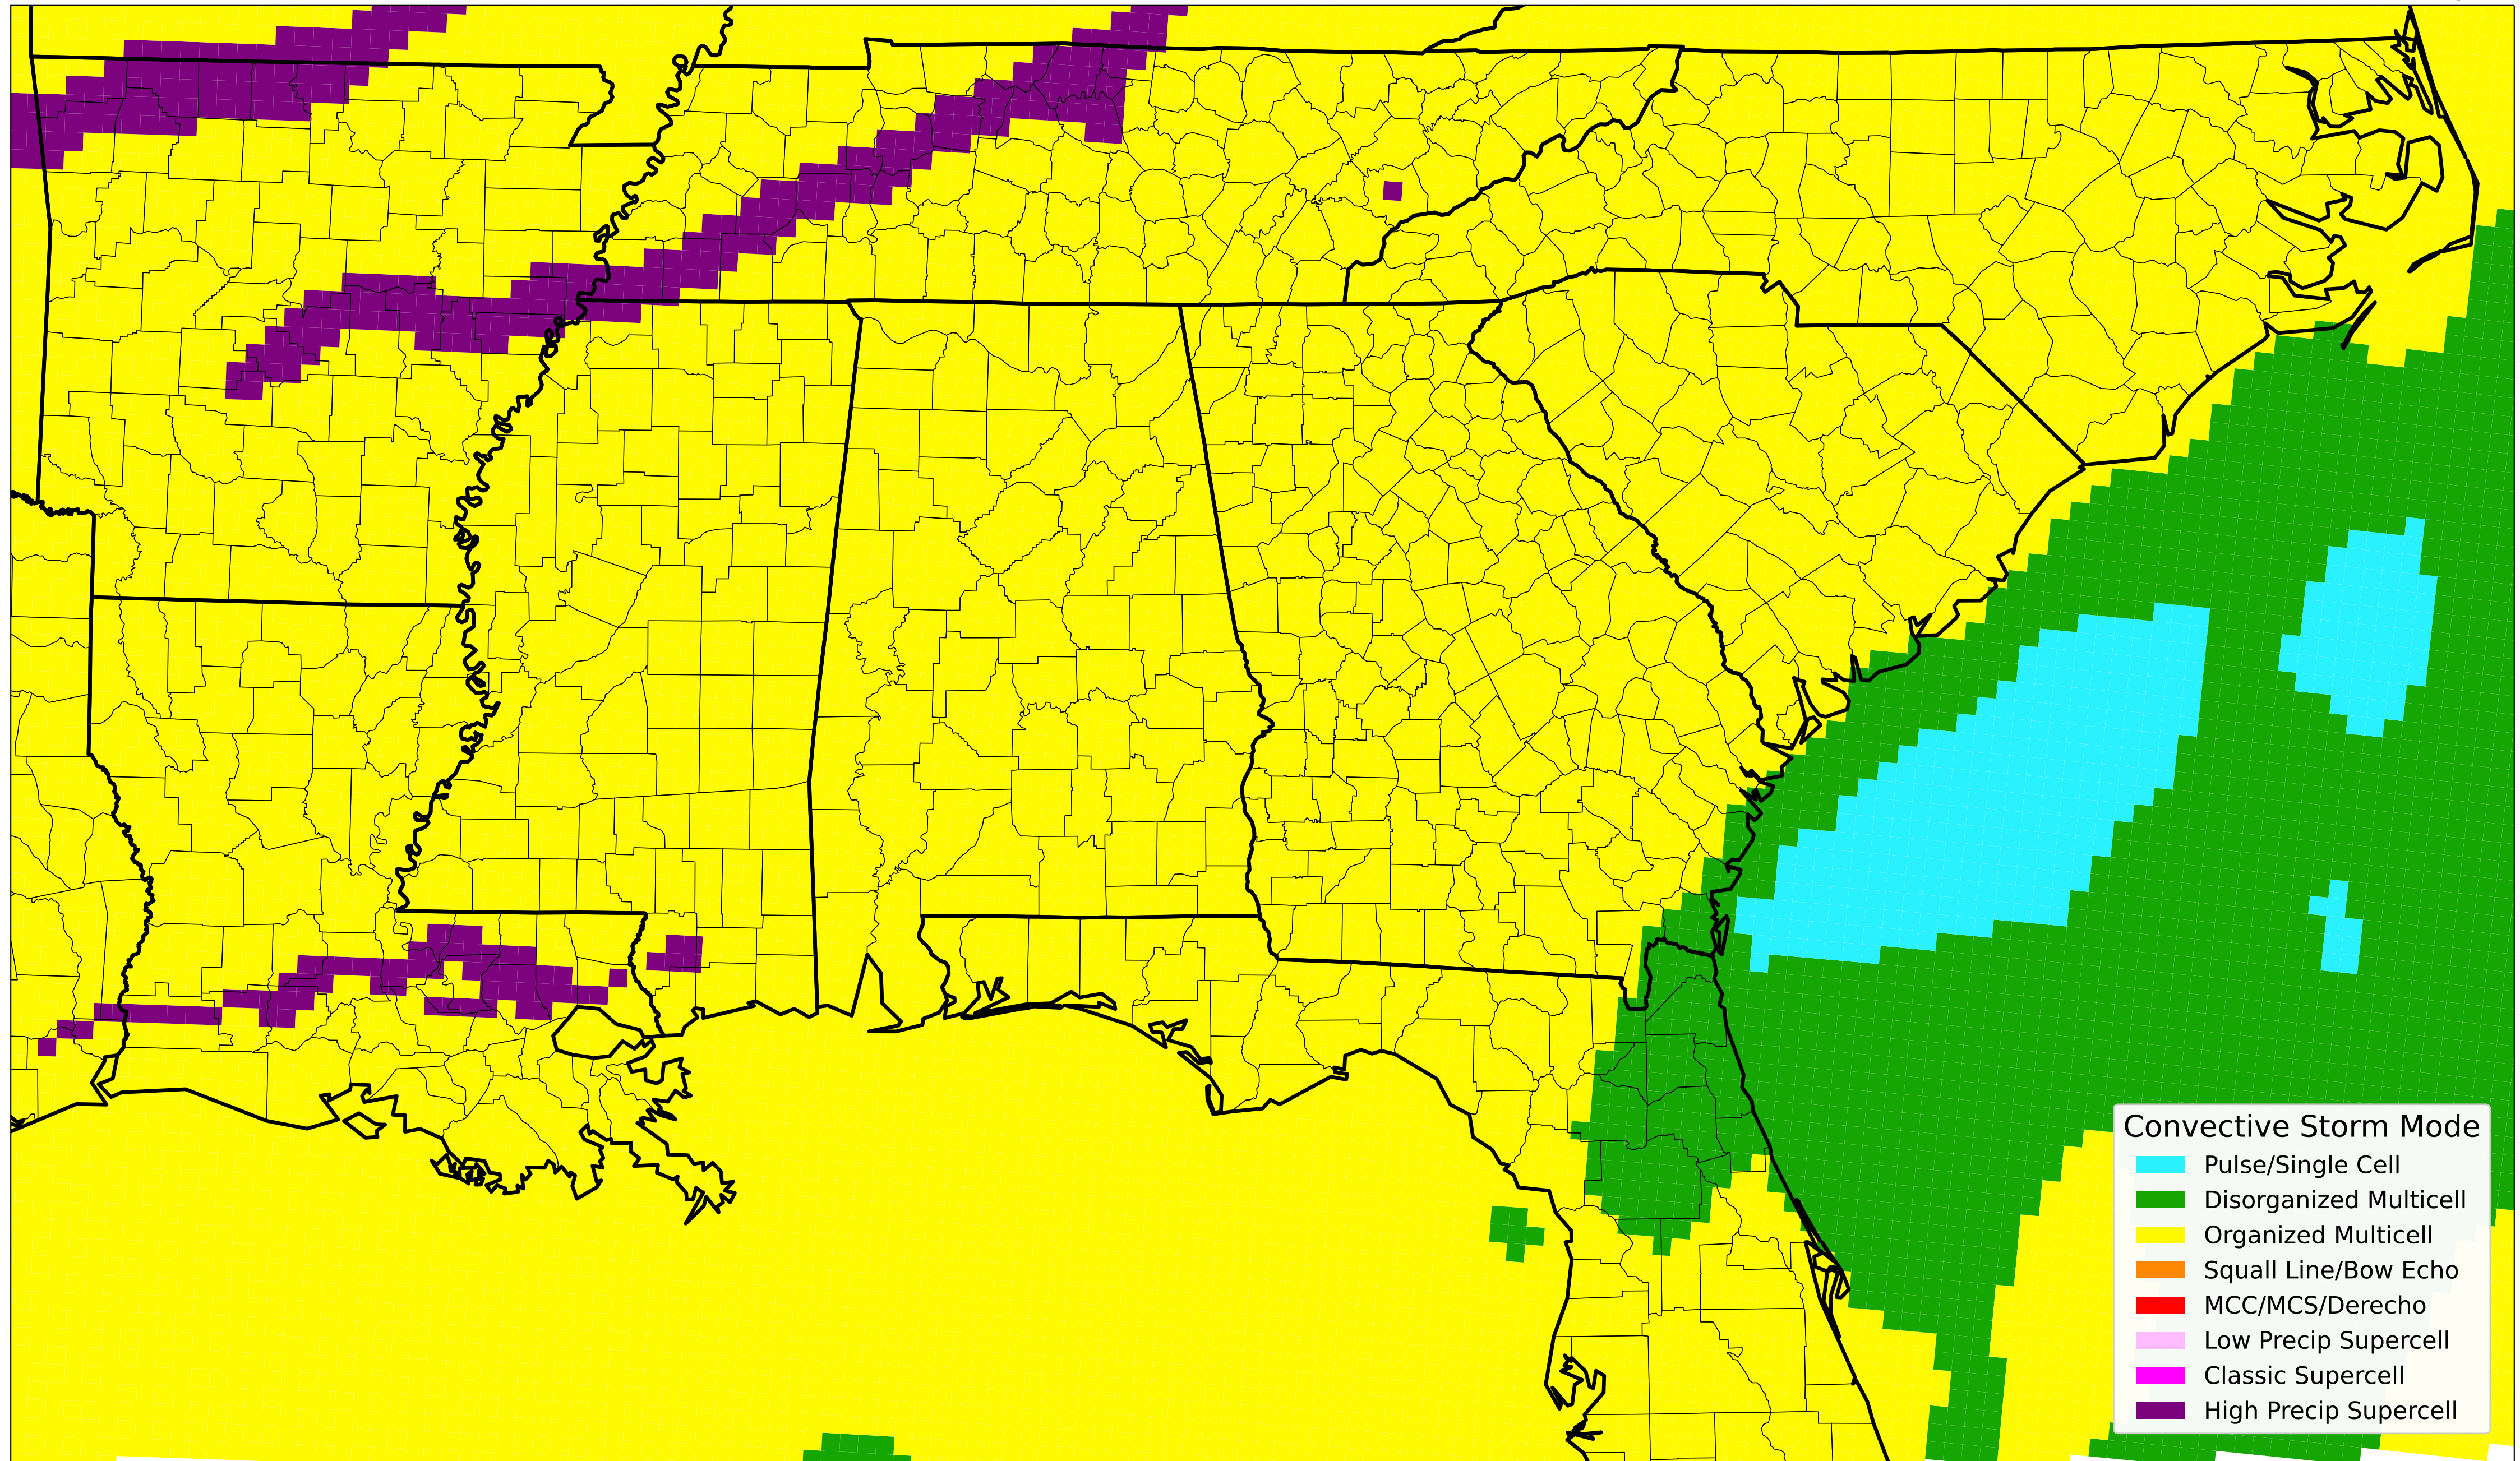 Convective Storm Mode
Pulse/Single Cell
Disorganized Multicell
Organized Multicell
Squall Line/Bow Echo
MCC/MCS/Derecho
Low Precip Supercell
Classic Supercell
High Precip Supercell